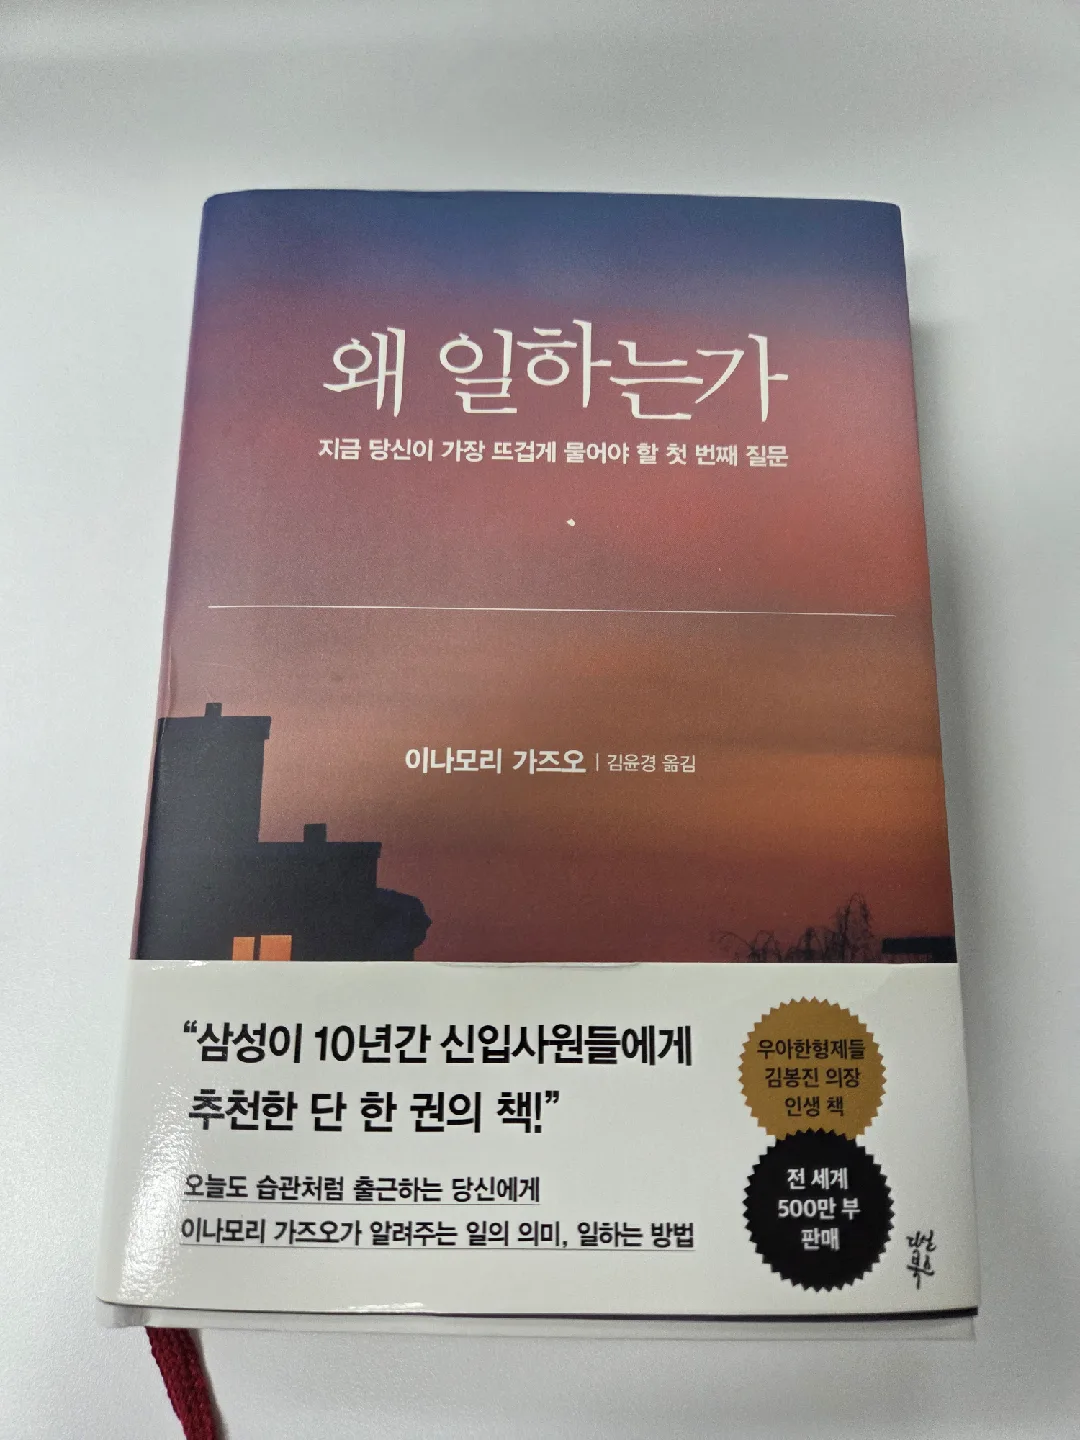 왜 일하는가
지금 당신이 가장 뜨겁게 물어야 할 첫 번째 질문
이나모리 가즈오 | 김윤경 옮김
“삼성이 10년간 신입사원들에게
추천한 단 한 권의 책!”
오늘도 습관처럼 출근하는 당신에게
이나모리 가즈오가 알려주는 일의 의미, 일하는 방법
우아한형제들
김봉진 의장
인생 책
전 세계
500만 부
판매
다산
북스